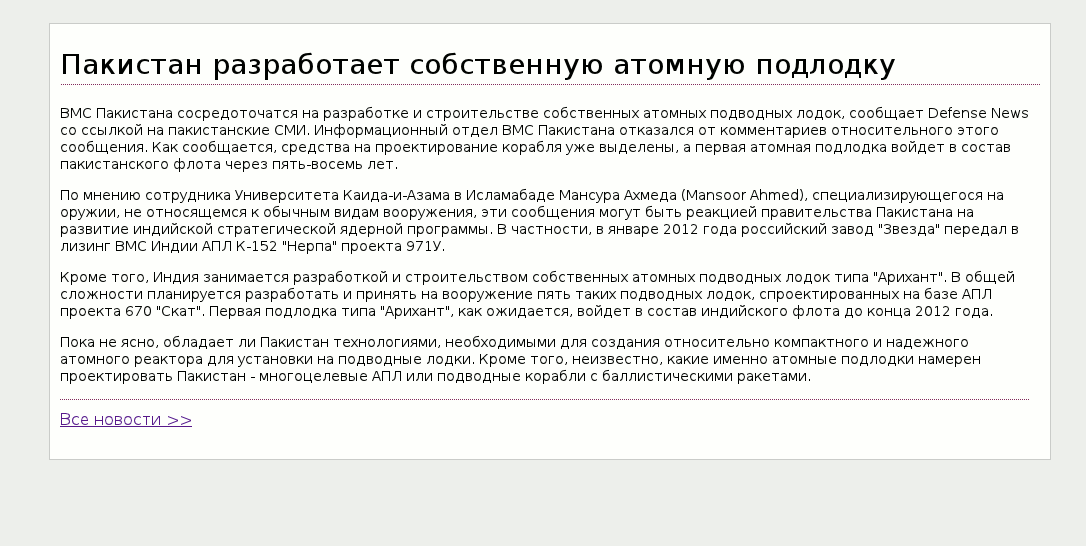 Пакистан разработает собственную атомную подлодку
ВМС Пакистана сосредоточатся на разработке и строительстве собственных атомных подводных лодок, сообщает Defense News
со ссылкой на пакистанские СМИ. Информационный отдел ВМС Пакистана отказался от комментариев относительного этого
сообщения. Как сообщается, средства на проектирование корабля уже выделены, а первая атомная подлодка войдет в состав
пакистанского флота через пять-восемь лет.
По мнению сотрудника Университета Каида-и-Азама в Исламабаде Мансура Ахмеда (Mansoor Ahmed), специализирующегося на
оружии, не относящемся к обычным видам вооружения, эти сообщения могут быть реакцией правительства Пакистана на
развитие индийской стратегической ядерной программы. В частности, в январе 2012 года российский завод "Звезда" передал в
лизинг ВМС Индии АПЛ К-152 "Нерпа" проекта 971У.
Кроме того, Индия занимается разработкой и строительством собственных атомных подводных лодок типа "Арихант". В общей
сложности планируется разработать и принять на вооружение пять таких подводных лодок, спроектированных на базе АПЛ
проекта 670 "Скат". Первая подлодка типа "Арихант", как ожидается, войдет в состав индийского флота до конца 2012 года.
Пока не ясно, обладает ли Пакистан технологиями, необходимыми для создания относительно компактного и надежного
атомного реактора для установки на подводные лодки. Кроме того, неизвестно, какие именно атомные подлодки намерен
проектировать Пакистан - многоцелевые АПЛ или подводные корабли с баллистическими ракетами.
Все новости >>